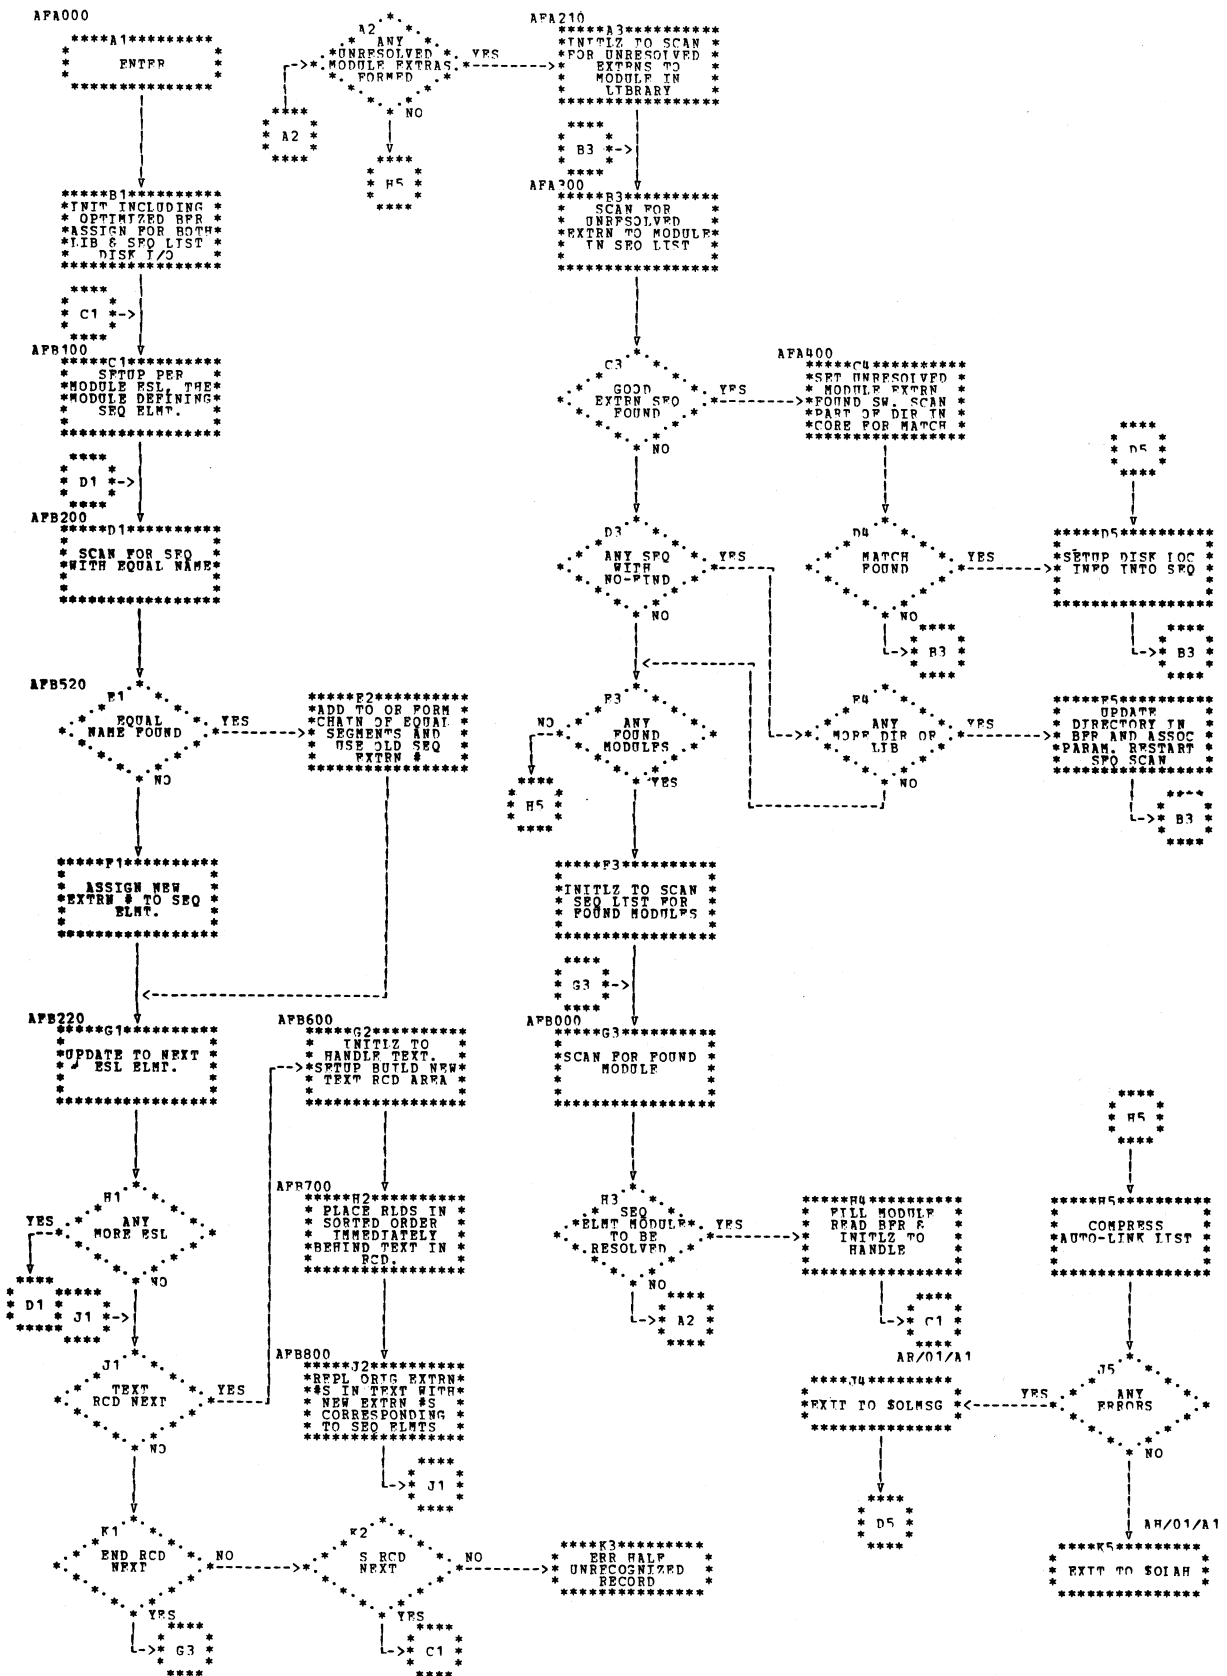 AFA000
A1
ENTER
A2
ANY
UNRESOLVED
MODULE EXTRAS
FORMED
YES
NO
A2
H5
AFA210
A3
INITLZ TO SCAN
FOR UNRESOLVED
EXTRNS TO
MODULE IN
LIBRARY
B3
B1
INIT INCLUDING
OPTIMIZED BFR
ASSIGN FOR BOTH
LIB & SEQ LIST
DISK I/O
AFA300
B3
SCAN FOR
UNRESOLVED
EXTRN TO MODULE
IN SEQ LIST
C1
AFB100
C1
SETUP PER
MODULE ESL, THE
MODULE DEFINING
SEQ ELMT.
C3
GOOD
EXTRN SEQ
FOUND
YES
NO
AFA400
C4
SET UNRESOLVED
MODULE EXTRN
FOUND SW. SCAN
PART OF DIR IN
CORE FOR MATCH
D5
D1
AFB200
D1
SCAN FOR SEQ
WITH EQUAL NAME
D3
ANY SEQ
WITH
NO-FIND
YES
NO
D4
MATCH
FOUND
YES
NO
B3
D5
SETUP DISK LOC
INFO INTO SEQ
B3
AFB520
E1
EQUAL
NAME FOUND
YES
NO
E2
ADD TO OR FORM
CHAIN OF EQUAL
SEGMENTS AND
USE OLD SEQ
EXTRN #
E3
ANY
FOUND
MODULES
NO
YES
H5
E4
ANY
MORE DIR OF
LIB
YES
NO
E5
UPDATE
DIRECTORY IN
BFR AND ASSOC
PARAM. RESTART
SEQ SCAN
B3
F1
ASSIGN NEW
EXTRN # TO SEQ
ELMT.
F3
INITLZ TO SCAN
SEQ LIST FOR
FOUND MODULES
G3
AFB220
G1
UPDATE TO NEXT
ESL ELMT.
AFB600
G2
INITLZ TO
HANDLE TEXT.
SETUP BUILD NEW
TEXT RCD AREA
AFB000
G3
SCAN FOR FOUND
MODULE
H5
H1
ANY
MORE ESL
YES
NO
D1
J1
AFB700
H2
PLACE RLDS IN
SORTED ORDER
IMMEDIATELY
BEHIND TEXT IN
RCD.
H3
SEQ
ELMT MODULE
TO BE
RESOLVED
YES
NO
A2
H4
FILL MODULE
READ BFR &
INITLZ TO
HANDLE
C1
H5
COMPRESS
AUTO-LINK LIST
J1
TEXT
RCD NEXT
YES
NO
AFB800
J2
REPL ORIG EXTRN
#S IN TEXT WITH
NEW EXTRN #S
CORRESPONDING
TO SEQ ELMTS
J1
AR/01/A1
J4
EXIT TO $OLMSG
D5
J5
ANY
ERRORS
YES
NO
K1
END RCD
NEXT
NO
YES
G3
K2
S RCD
NEXT
NO
YES
C1
K3
ERR HALF
UNRECOGNIZED
RECORD
AH/01/A1
K5
EXIT TO $OLAH